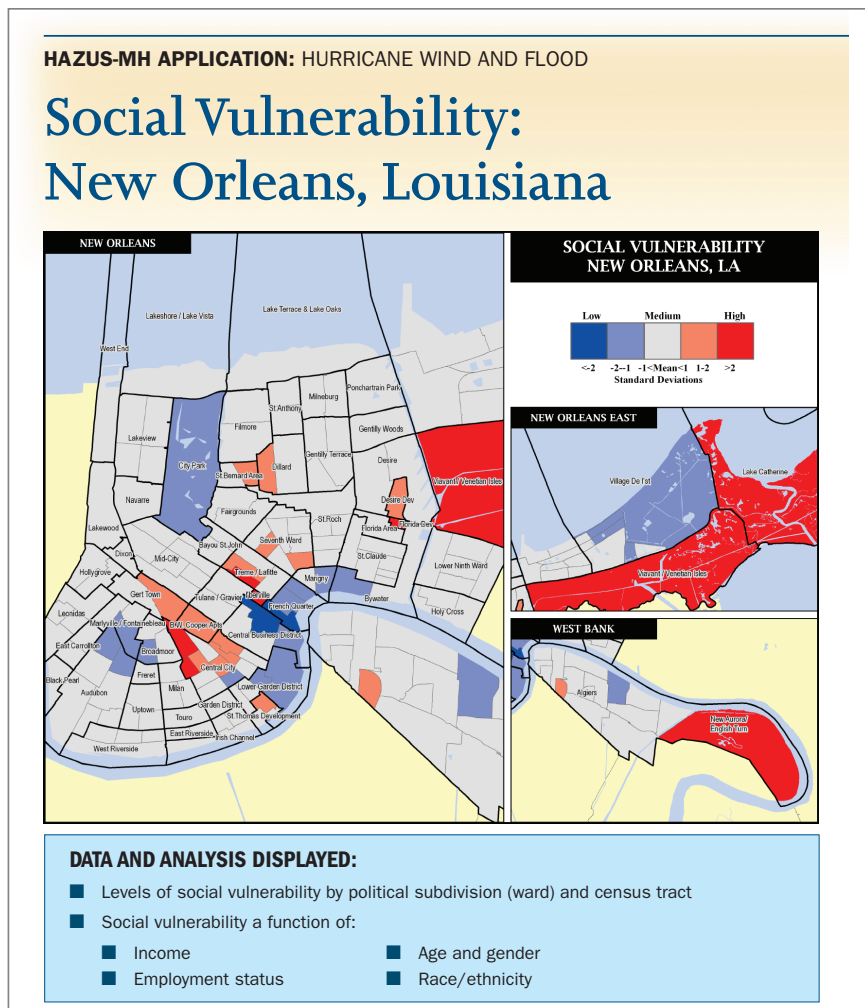 HAZUS-MH APPLICATION: HURRICANE WIND AND FLOOD
Social Vulnerability:
New Orleans, Louisiana
NEW ORLEANS
Lakeshore / Lake Vista
Lake Terrace & Lake Oaks
West End
Ponchartrain Park
Milneburg
St.Anthony
Filmore
Lakeview
Gentilly Woods
Gentilly Terrace
City Park
Dillard
Desire
St.Bernard Area
Viavant / Venetian Isles
Navarre
Desire Dev
Fairgrounds
St.Roch
Florida Area
Florida Dev
Lakewood
Seventh Ward
Bayou St.John
Dixon
Mid-City
St.Claude
Lower Ninth Ward
Hollygrove
Treme / Lafitte
Marigny
Gert Town
Tulane / Gravier
Iberville
Bywater
French Quarter
Holy Cross
Leonidas
Marlyville / Fontainebleau
B.W. Cooper Apts
Central Business District
East Carrollton
Broadmoor
Central City
Freret
Black Pearl
Audubon
Milan
Lower Garden District
Uptown
Garden District
Touro
St.Thomas Development
East Riverside
Irish Channel
West Riverside
SOCIAL VULNERABILITY
NEW ORLEANS, LA
Low Medium High
<-2 -2--1 -1<Mean<1 1-2 >2
Standard Deviations
NEW ORLEANS EAST
Village De l'st
Lake Catherine
Viavant / Venetian Isles
WEST BANK
Algiers
New Aurora/
English Turn
DATA AND ANALYSIS DISPLAYED:
Levels of social vulnerability by political subdivision (ward) and census tract
Social vulnerability a function of:
Income
Age and gender
Employment status
Race/ethnicity